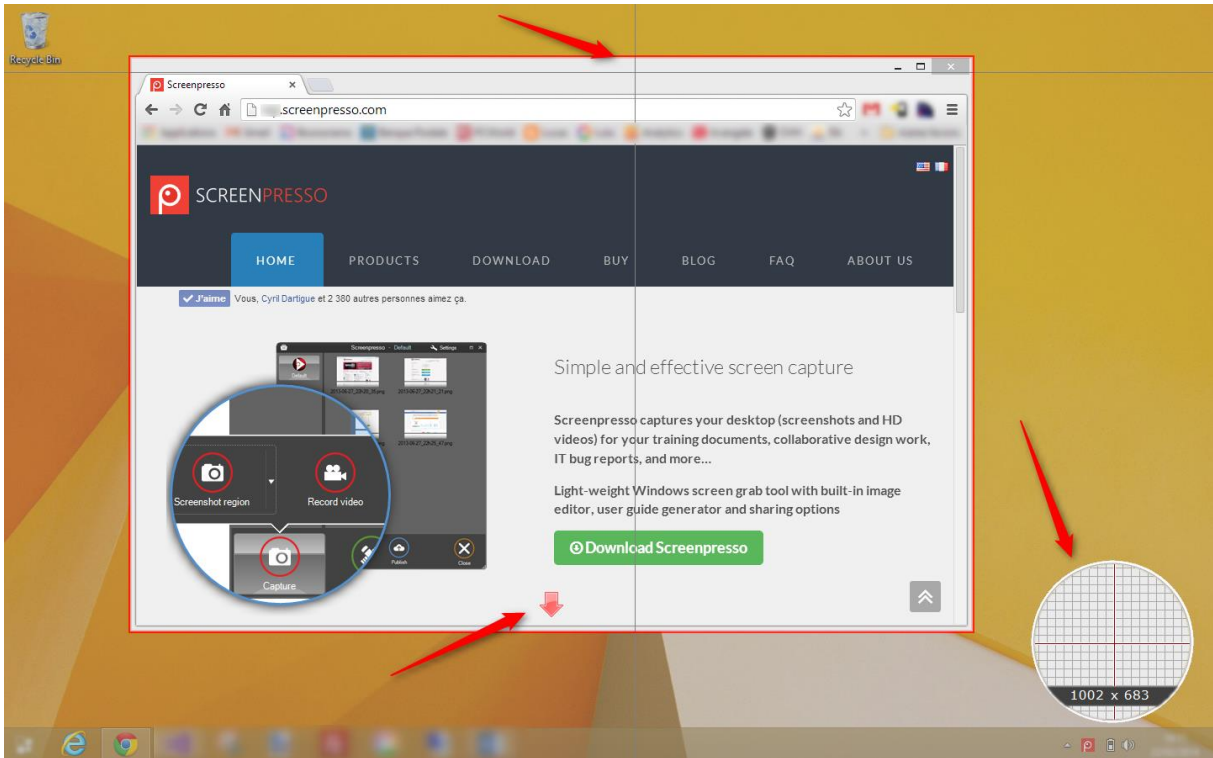 Recycle Bin
Screenpresso
.screenpresso.com
SCREENPRESSO
HOME PRODUCTS DOWNLOAD BUY BLOG FAQ ABOUT US
J'aime Vous, Cyril Dartigue et 2 380 autres personnes aimez ça.
Screenpresso - Default Settings
Default
Simple and effective screen capture
Screenpresso captures your desktop (screenshots and HD
videos) for your training documents, collaborative design work,
IT bug reports, and more...
Light-weight Windows screen grab tool with built-in image
editor, user guide generator and sharing options
Download Screenpresso
Screenshot region
Record video
Capture
Publish
Close
1002 x 683